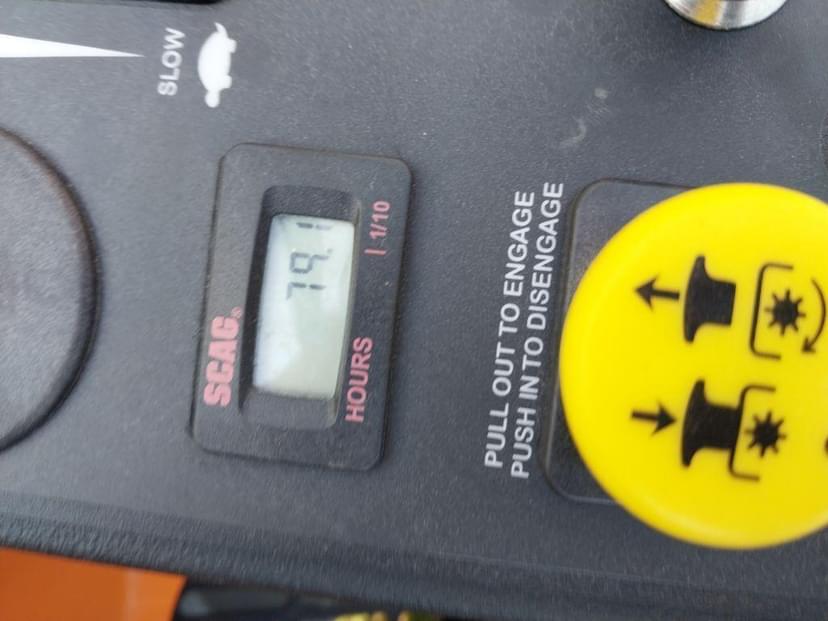 SLOW
SCAG®
79.1
HOURS 1/10
PULL OUT TO ENGAGE
PUSH IN TO DISENGAGE